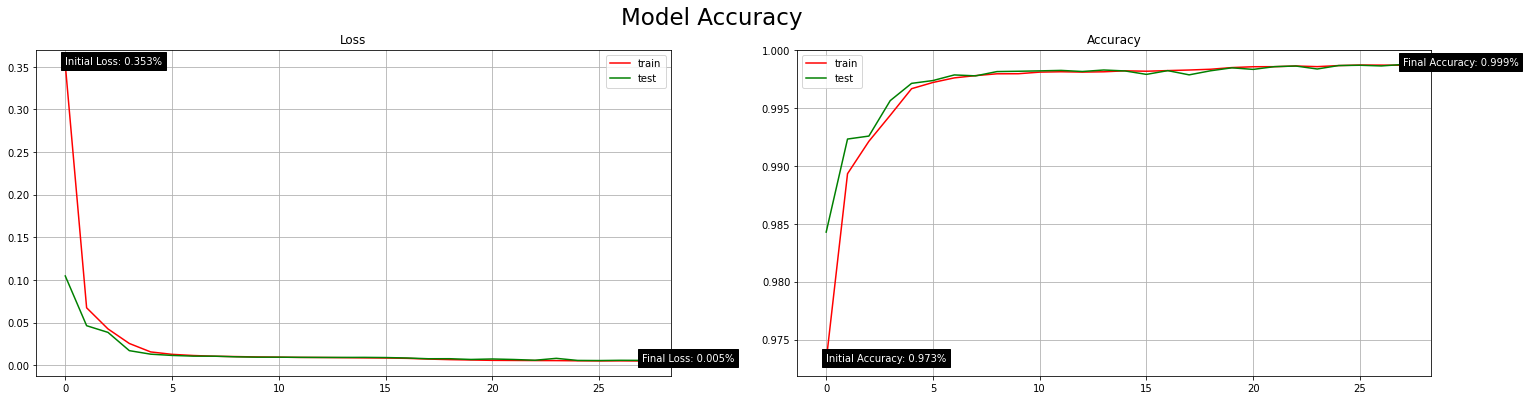 Model Accuracy
Loss
Initial Loss: 0.353%
train
test
0.35
0.30
0.25
0.20
0.15
0.10
0.05
0.00
Final Loss: 0.005%
0 5 10 15 20 25
Accuracy
train
test
Final Accuracy: 0.999%
1.000
0.995
0.990
0.985
0.980
0.975
Initial Accuracy: 0.973%
0 5 10 15 20 25